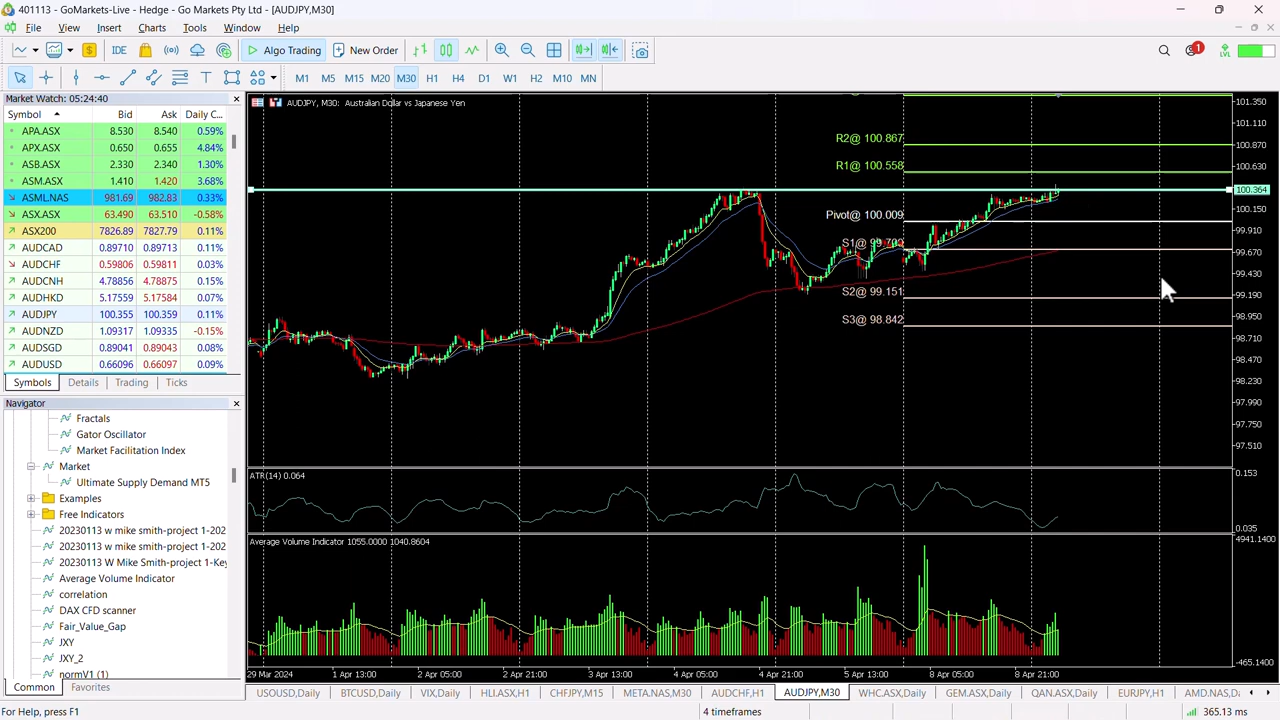 401113 - GoMarkets-Live - Hedge - Go Markets Pty Ltd - [AUDJPY,M30]
File View Insert Charts Tools Window Help
IDE Algo Trading New Order 1 LVL
M1 M5 M15 M20 M30 H1 H4 D1 W1 H2 M10 MN
Market Watch: 05:24:40
Symbol Bid Ask Daily C...
APA.ASX 8.530 8.540 0.59%
APX.ASX 0.650 0.655 4.84%
ASB.ASX 2.330 2.340 1.30%
ASM.ASX 1.410 1.420 3.68%
ASML.NAS 981.69 982.83 0.33%
ASX.ASX 63.490 63.510 -0.58%
ASX200 7826.89 7827.79 0.11%
AUDCAD 0.89710 0.89713 0.11%
AUDCHF 0.59806 0.59811 0.03%
AUDCNH 4.78856 4.78875 0.15%
AUDHKD 5.17559 5.17584 0.07%
AUDJPY 100.355 100.359 0.11%
AUDNZD 1.09317 1.09335 -0.15%
AUDSGD 0.89041 0.89043 0.08%
AUDUSD 0.66096 0.66097 0.09%
Symbols Details Trading Ticks
Navigator
Fractals
Gator Oscillator
Market Facilitation Index
Market
Ultimate Supply Demand MT5
Examples
Free Indicators
20230113 w mike smith-project 1-202
20230113 w mike smith-project 1-202
20230113 W Mike Smith-Project 1-Key
Average Volume Indicator
correlation
DAX CFD scanner
Fair_Value_Gap
JXY
JXY_2
normV1 (1)
Common Favorites
AUDJPY, M30: Australian Dollar vs Japanese Yen
R2@ 100.867
R1@ 100.558
Pivot@ 100.009
S1@ 99.700
S2@ 99.151
S3@ 98.842
101.350
101.110
100.870
100.630
100.364
100.150
99.910
99.670
99.430
99.190
98.950
98.710
98.470
98.230
97.990
97.750
97.510
ATR(14) 0.064
0.153
0.035
Average Volume Indicator 1055.0000 1040.8604
4941.1400
-465.1400
29 Mar 2024 1 Apr 13:00 2 Apr 05:00 2 Apr 21:00 3 Apr 13:00 4 Apr 05:00 4 Apr 21:00 5 Apr 13:00 8 Apr 05:00 8 Apr 21:00
USOUSD,Daily BTCUSD,Daily VIX,Daily HLI.ASX,H1 CHFJPY,M15 META.NAS,M30 AUDCHF,H1 AUDJPY,M30 WHC.ASX,Daily GEM.ASX,Daily QAN.ASX,Daily EURJPY,H1 AMD.NAS,Da
For Help, press F1 4 timeframes 365.13 ms